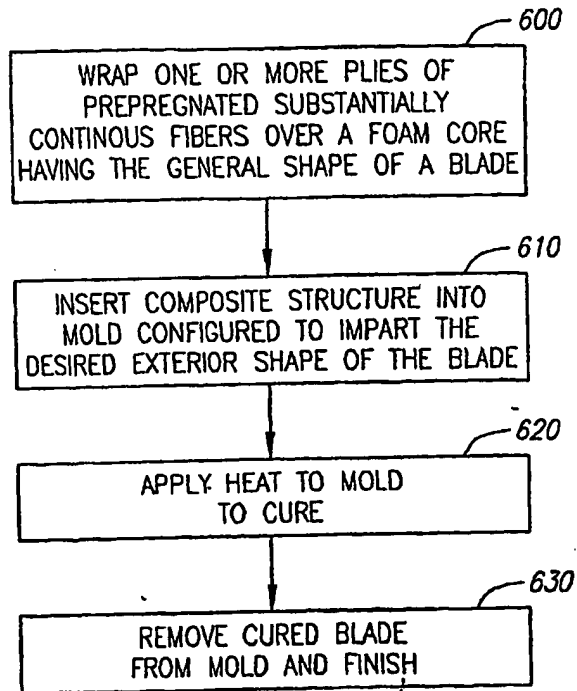 600
WRAP ONE OR MORE PLIES OF
PREPREGNATED SUBSTANTIALLY
CONTINOUS FIBERS OVER A FOAM CORE
HAVING THE GENERAL SHAPE OF A BLADE
610
INSERT COMPOSITE STRUCTURE INTO
MOLD CONFIGURED TO IMPART THE
DESIRED EXTERIOR SHAPE OF THE BLADE
620
APPLY HEAT TO MOLD
TO CURE
630
REMOVE CURED BLADE
FROM MOLD AND FINISH